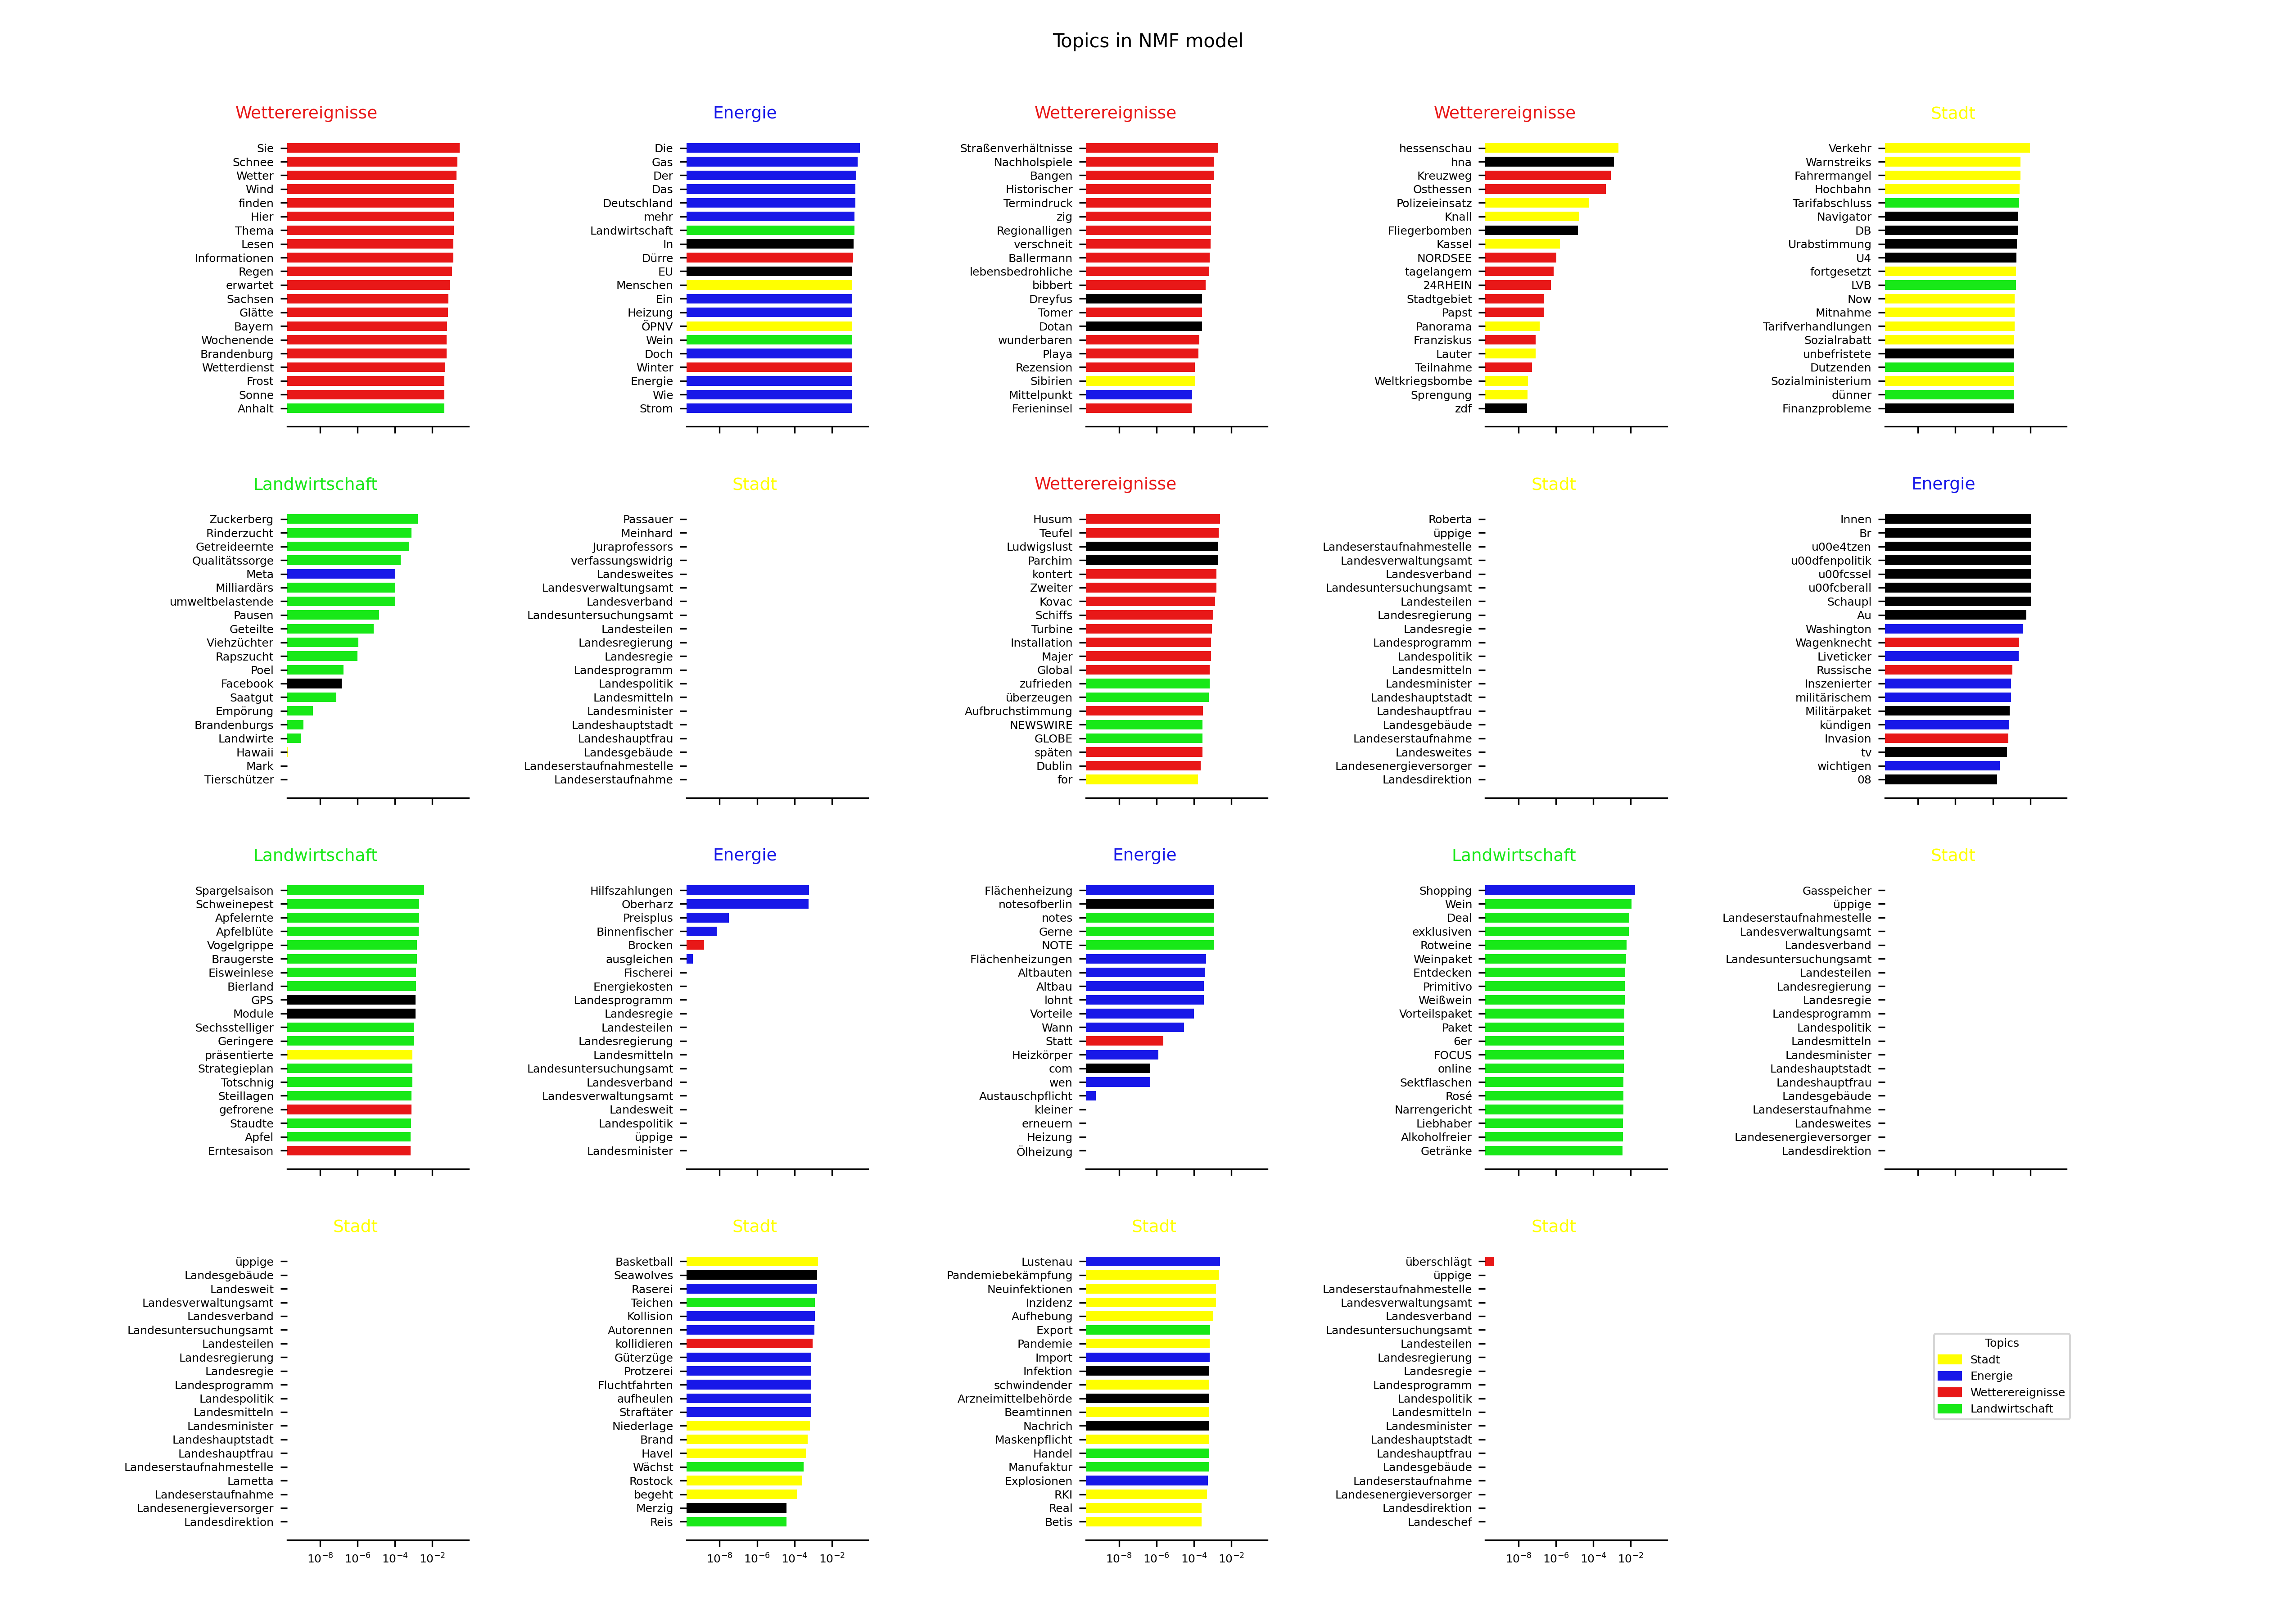 Topics in NMF model
Wetterereignisse
Sie
Schnee
Wetter
Wind
finden
Hier
Thema
Lesen
Informationen
Regen
erwartet
Sachsen
Glätte
Bayern
Wochenende
Brandenburg
Wetterdienst
Frost
Sonne
Anhalt
Energie
Die
Gas
Der
Das
Deutschland
mehr
Landwirtschaft
In
Dürre
EU
Menschen
Ein
Heizung
ÖPNV
Wein
Doch
Winter
Energie
Wie
Strom
Wetterereignisse
Straßenverhältnisse
Nachholspiele
Bangen
Historischer
Termindruck
zig
Regionalligen
verschneit
Ballermann
lebensbedrohliche
bibbert
Dreyfus
Tomer
Dotan
wunderbaren
Playa
Rezension
Sibirien
Mittelpunkt
Ferieninsel
Wetterereignisse
hessenschau
hna
Kreuzweg
Osthessen
Polizeieinsatz
Knall
Fliegerbomben
Kassel
NORDSEE
tagelangem
24RHEIN
Stadtgebiet
Papst
Panorama
Franziskus
Lauter
Teilnahme
Weltkriegsbombe
Sprengung
zdf
Stadt
Verkehr
Warnstreiks
Fahrermangel
Hochbahn
Tarifabschluss
Navigator
DB
Urabstimmung
U4
fortgesetzt
LVB
Now
Mitnahme
Tarifverhandlungen
Sozialrabatt
unbefristete
Dutzenden
Sozialministerium
dünner
Finanzprobleme
Landwirtschaft
Zuckerberg
Rinderzucht
Getreideernte
Qualitätssorge
Meta
Milliardärs
umweltbelastende
Pausen
Geteilte
Viehzüchter
Rapszucht
Poel
Facebook
Saatgut
Empörung
Brandenburgs
Landwirte
Hawaii
Mark
Tierschützer
Stadt
Passauer
Meinhard
Juraprofessors
verfassungswidrig
Landesweites
Landesverwaltungsamt
Landesverband
Landesuntersuchungsamt
Landesteilen
Landesregierung
Landesregie
Landesprogramm
Landespolitik
Landesmitteln
Landesminister
Landeshauptstadt
Landeshauptfrau
Landesgebäude
Landeserstaufnahmestelle
Landeserstaufnahme
Wetterereignisse
Husum
Teufel
Ludwigslust
Parchim
kontert
Zweiter
Kovac
Schiffs
Turbine
Installation
Majer
Global
zufrieden
überzeugen
Aufbruchstimmung
NEWSWIRE
GLOBE
späten
Dublin
for
Stadt
Roberta
üppige
Landeserstaufnahmestelle
Landesverwaltungsamt
Landesverband
Landesuntersuchungsamt
Landesteilen
Landesregierung
Landesregie
Landesprogramm
Landespolitik
Landesmitteln
Landesminister
Landeshauptstadt
Landeshauptfrau
Landesgebäude
Landeserstaufnahme
Landesweites
Landesenergieversorger
Landesdirektion
Energie
Innen
Br
u00e4tzen
u00dfenpolitik
u00fcssel
u00fcberall
Schaupl
Au
Washington
Wagenknecht
Liveticker
Russische
Inszenierter
militärischem
Militärpaket
kündigen
Invasion
tv
wichtigen
08
Landwirtschaft
Spargelsaison
Schweinepest
Apfelernte
Apfelblüte
Vogelgrippe
Braugerste
Eisweinlese
Bierland
GPS
Module
Sechsstelliger
Geringere
präsentierte
Strategieplan
Totschnig
Steillagen
gefrorene
Staudte
Apfel
Erntesaison
Energie
Hilfszahlungen
Oberharz
Preisplus
Binnenfischer
Brocken
ausgleichen
Fischerei
Energiekosten
Landesprogramm
Landesregie
Landesteilen
Landesregierung
Landesmitteln
Landesuntersuchungsamt
Landesverband
Landesverwaltungsamt
Landesweit
Landespolitik
üppige
Landesminister
Energie
Flächenheizung
notesofberlin
notes
Gerne
NOTE
Flächenheizungen
Altbauten
Altbau
lohnt
Vorteile
Wann
Statt
Heizkörper
com
wen
Austauschpflicht
kleiner
erneuern
Heizung
Ölheizung
Landwirtschaft
Shopping
Wein
Deal
exklusiven
Rotweine
Weinpaket
Entdecken
Primitivo
Weißwein
Vorteilspaket
Paket
6er
FOCUS
online
Sektflaschen
Rosé
Narrengericht
Liebhaber
Alkoholfreier
Getränke
Stadt
Gasspeicher
üppige
Landeserstaufnahmestelle
Landesverwaltungsamt
Landesverband
Landesuntersuchungsamt
Landesteilen
Landesregierung
Landesregie
Landesprogramm
Landespolitik
Landesmitteln
Landesminister
Landeshauptstadt
Landeshauptfrau
Landesgebäude
Landeserstaufnahme
Landesweites
Landesenergieversorger
Landesdirektion
Stadt
üppige
Landesgebäude
Landesweit
Landesverwaltungsamt
Landesverband
Landesuntersuchungsamt
Landesteilen
Landesregierung
Landesregie
Landesprogramm
Landespolitik
Landesmitteln
Landesminister
Landeshauptstadt
Landeshauptfrau
Landeserstaufnahmestelle
Lametta
Landeserstaufnahme
Landesenergieversorger
Landesdirektion
10⁻⁸ 10⁻⁶ 10⁻⁴ 10⁻²
Stadt
Basketball
Seawolves
Raserei
Teichen
Kollision
Autorennen
kollidieren
Güterzüge
Protzerei
Fluchtfahrten
aufheulen
Straftäter
Niederlage
Brand
Havel
Wächst
Rostock
begeht
Merzig
Reis
10⁻⁸ 10⁻⁶ 10⁻⁴ 10⁻²
Stadt
Lustenau
Pandemiebekämpfung
Neuinfektionen
Inzidenz
Aufhebung
Export
Pandemie
Import
Infektion
schwindender
Arzneimittelbehörde
Beamtinnen
Nachrich
Maskenpflicht
Handel
Manufaktur
Explosionen
RKI
Real
Betis
10⁻⁸ 10⁻⁶ 10⁻⁴ 10⁻²
Stadt
überschlägt
üppige
Landeserstaufnahmestelle
Landesverwaltungsamt
Landesverband
Landesuntersuchungsamt
Landesteilen
Landesregierung
Landesregie
Landesprogramm
Landespolitik
Landesmitteln
Landesminister
Landeshauptstadt
Landeshauptfrau
Landesgebäude
Landeserstaufnahme
Landesenergieversorger
Landesdirektion
Landeschef
10⁻⁸ 10⁻⁶ 10⁻⁴ 10⁻²
Topics
Stadt
Energie
Wetterereignisse
Landwirtschaft